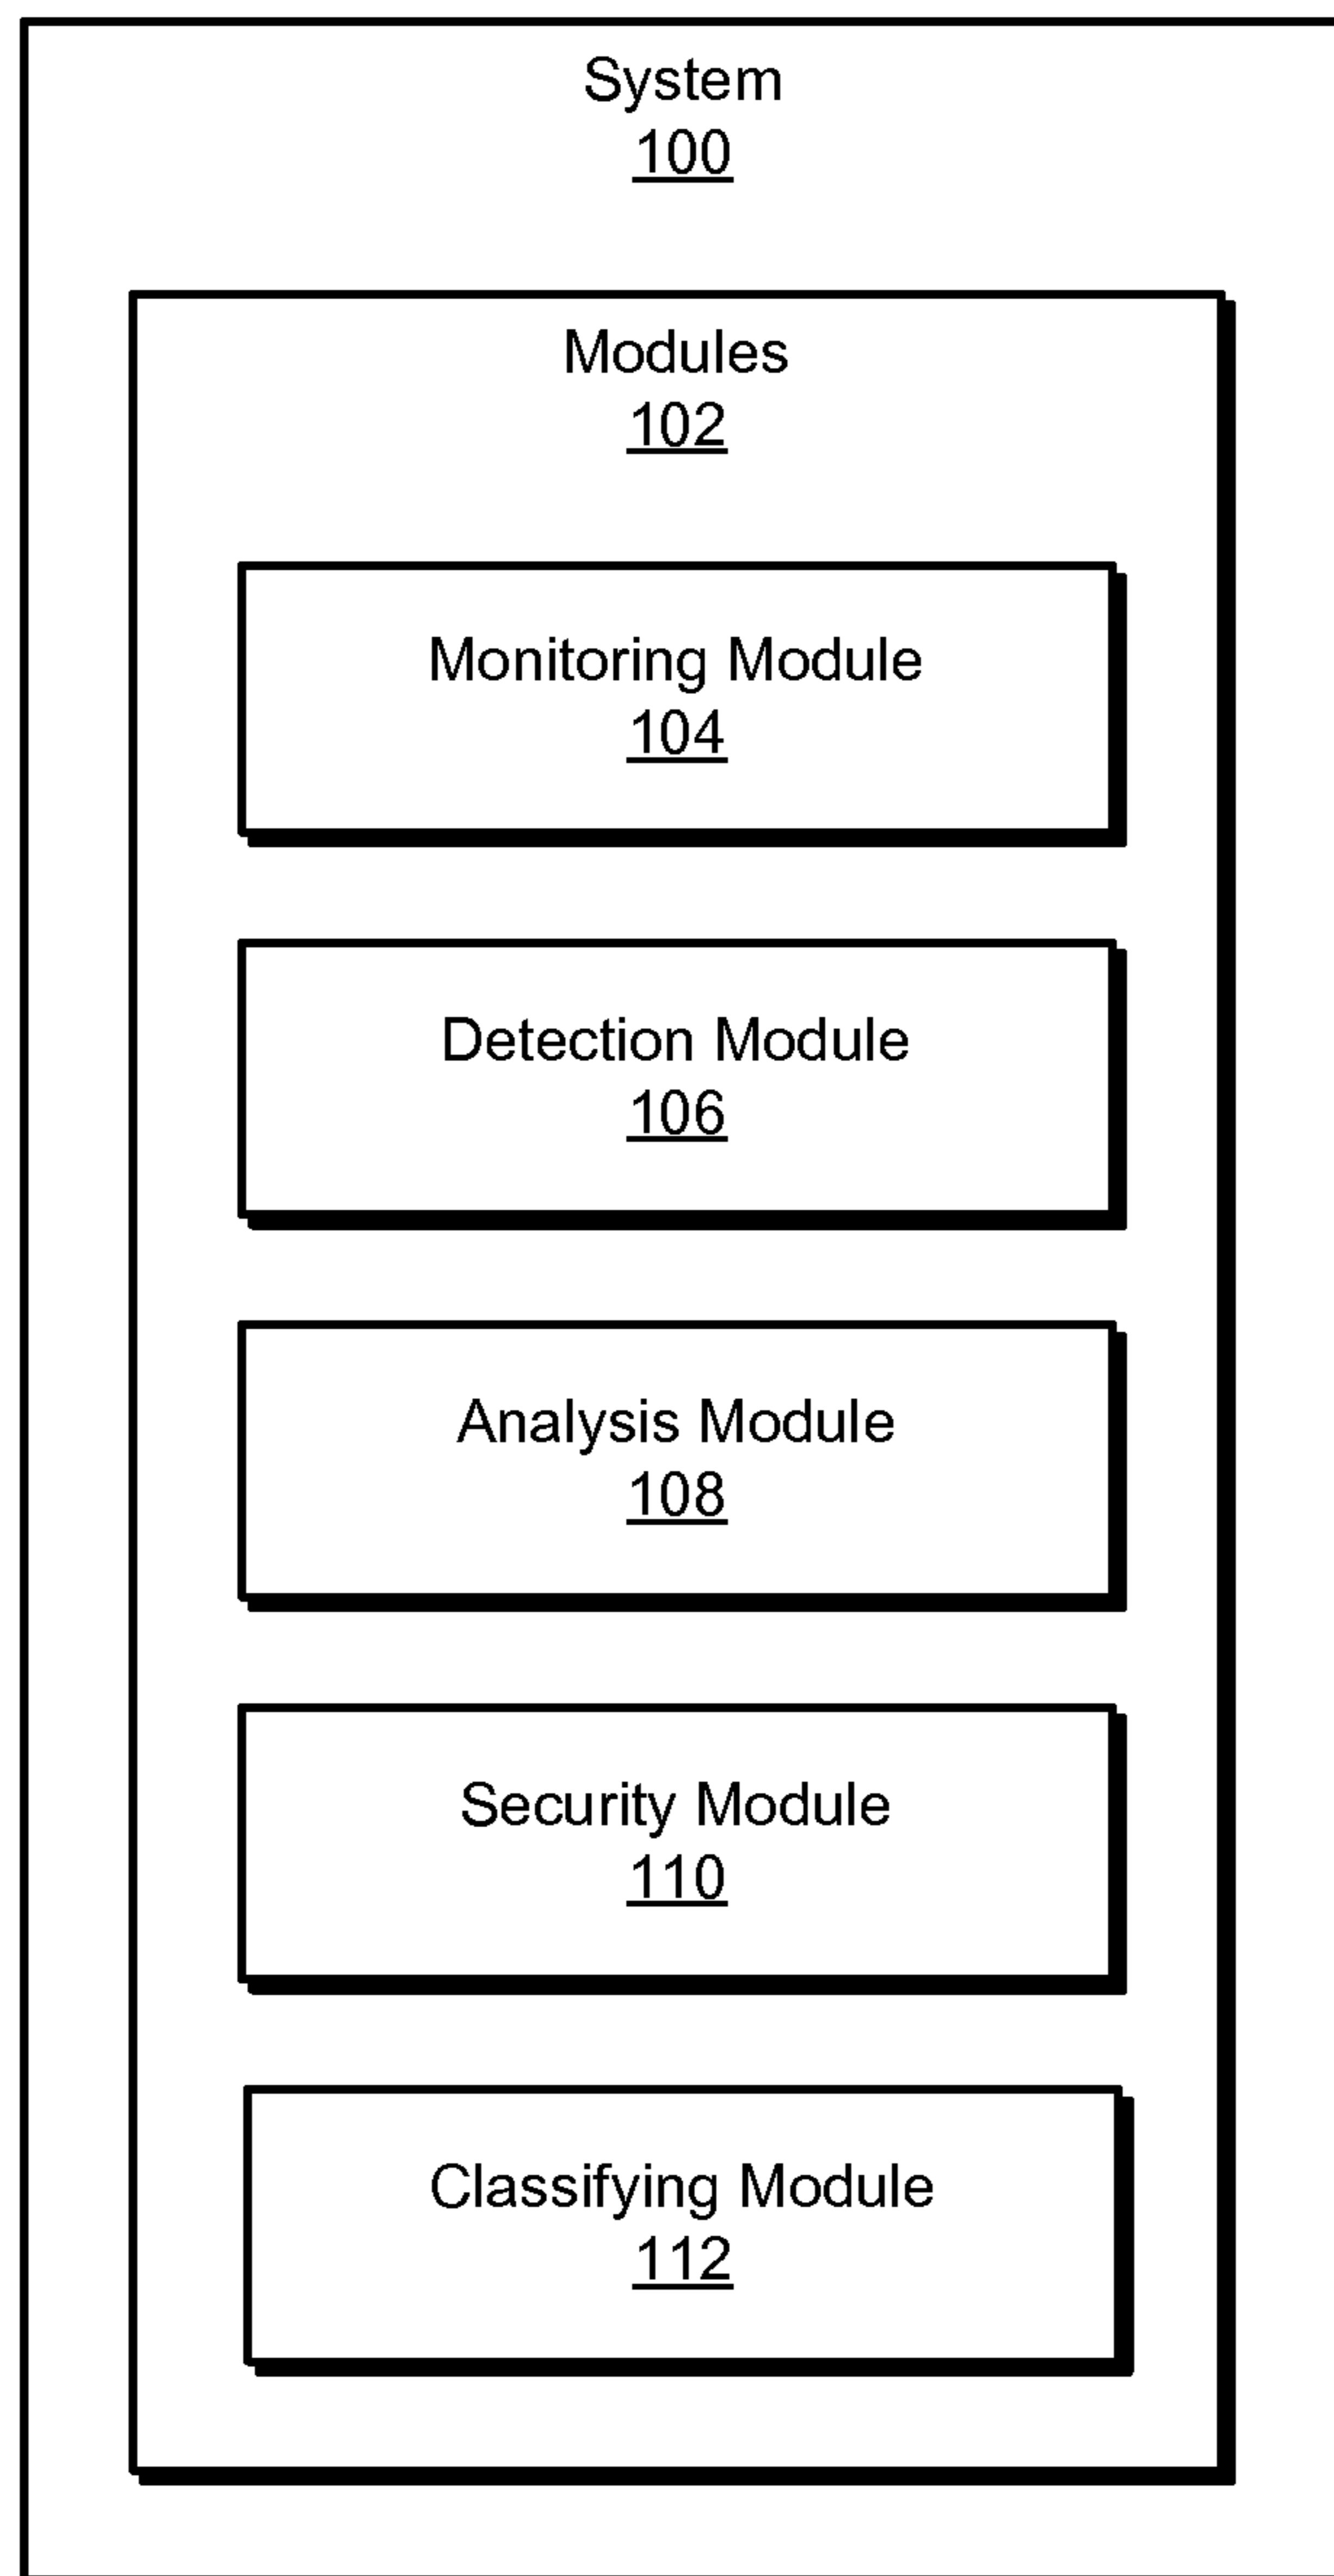 System
100
Modules
102
Monitoring Module
104
Detection Module
106
Analysis Module
108
Security Module
110
Classifying Module
112